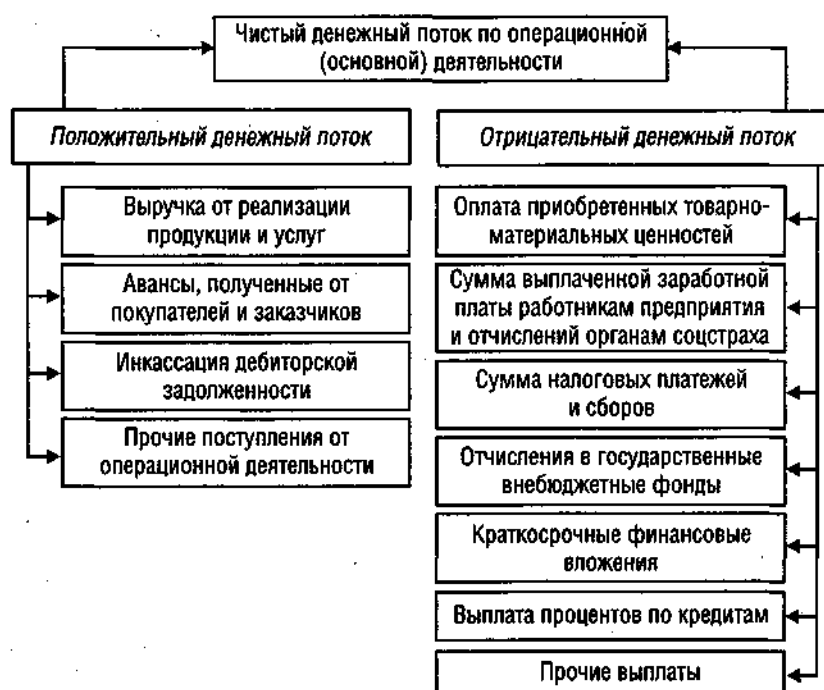 Чистый денежный поток по операционной
(основной) деятельности
Положительный денежный поток
Выручка от реализации
продукции и услуг
Авансы, полученные от
покупателей и заказчиков
Инкассация дебиторской
задолженности
Прочие поступления от
операционной деятельности
Отрицательный денежный поток
Оплата приобретенных товарно-
материальных ценностей
Сумма выплаченной заработной
платы работникам предприятия
и отчислений органам соцстраха
Сумма налоговых платежей
и сборов
Отчисления в государственные
внебюджетные фонды
Краткосрочные финансовые
вложения
Выплата процентов по кредитам
Прочие выплаты